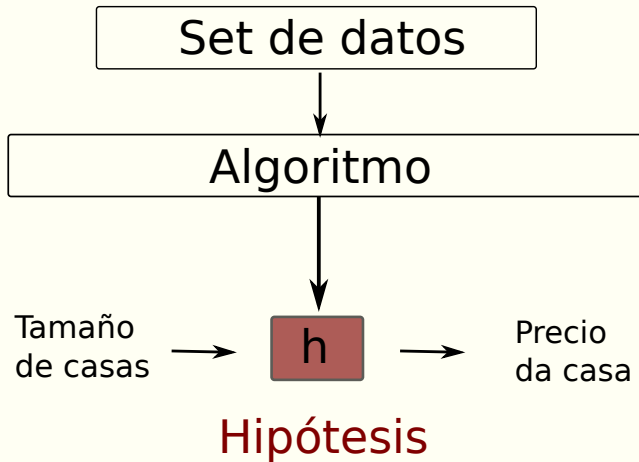 Set de datos
Algoritmo
Tamaño
de casas
h
Precio
da casa
Hipótesis